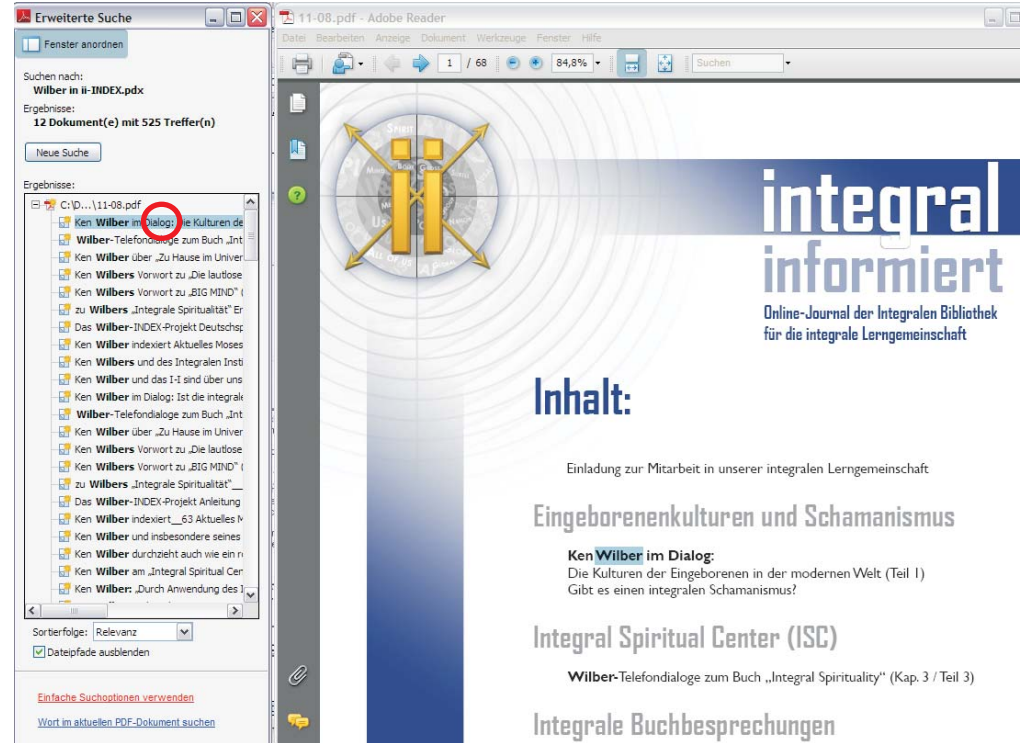 Erweiterte Suche
Fenster anordnen
Suchen nach:
Wilber in ii-INDEX.pdx
Ergebnisse:
12 Dokument(e) mit 525 Treffer(n)
Neue Suche
Ergebnisse:
C:\D...\11-08.pdf
Ken Wilber im Dialog: Die Kulturen de
Wilber-Telefondialoge zum Buch „Int
Ken Wilber über „Zu Hause im Univer
Ken Wilbers Vorwort zu „Die lautlose
Ken Wilbers Vorwort zu „BIG MIND“ (
zu Wilbers „Integrale Spiritualität“ Er
Das Wilber-INDEX-Projekt Deutschsp
Ken Wilber indexiert Aktuelles Moses
Ken Wilbers und des Integralen Insti
Ken Wilber und das I-I sind über uns
Ken Wilber im Dialog: Ist die integrale
Wilber-Telefondialoge zum Buch „Int
Ken Wilber über „Zu Hause im Univer
Ken Wilbers Vorwort zu „Die lautlose
Ken Wilbers Vorwort zu „BIG MIND“ (
zu Wilbers „Integrale Spiritualität“__
Das Wilber-INDEX-Projekt Anleitung
Ken Wilber indexiert__63 Aktuelles M
Ken Wilber und insbesondere seines
Ken Wilber durchzieht auch wie ein r
Ken Wilber am „Integral Spiritual Cen
Ken Wilber: „Durch Anwendung des I
Sortierfolge: Relevanz
Dateipfade ausblenden
Einfache Suchoptionen verwenden
Wort im aktuellen PDF-Dokument suchen
11-08.pdf - Adobe Reader
Datei Bearbeiten Anzeige Dokument Werkzeuge Fenster Hilfe
1 / 68 84,8% Suchen
integral
informiert
Online-Journal der Integralen Bibliothek
für die integrale Lerngemeinschaft
Inhalt:
Einladung zur Mitarbeit in unserer integralen Lerngemeinschaft
Eingeborenenkulturen und Schamanismus
Ken Wilber im Dialog:
Die Kulturen der Eingeborenen in der modernen Welt (Teil 1)
Gibt es einen integralen Schamanismus?
Integral Spiritual Center (ISC)
Wilber-Telefondialoge zum Buch „Integral Spirituality“ (Kap. 3 / Teil 3)
Integrale Buchbesprechungen